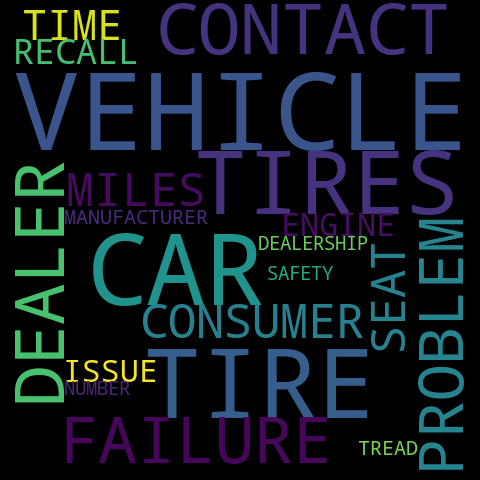 TIME
CONTACT
RECALL
VEHICLE
TIRES
MILES
DEALER
MANUFACTURER
ENGINE
PROBLEM
CAR
DEALERSHIP
SEAT
SAFETY
CONSUMER
TIRE
ISSUE
NUMBER
FAILURE
TREAD